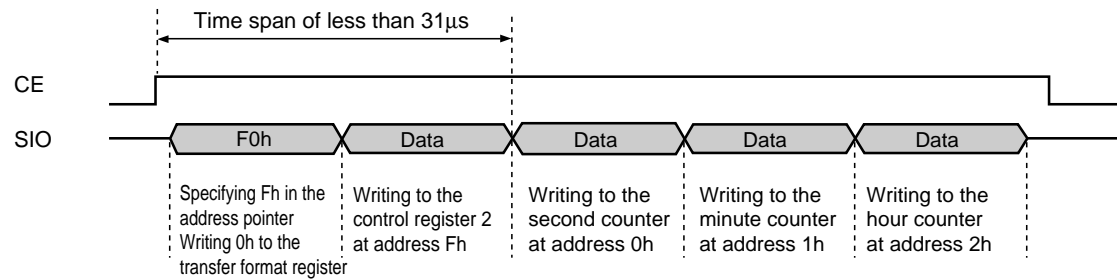 Time span of less than 31μs
CE
SIO
F0h
Data
Data
Data
Data
Specifying Fh in the
address pointer
Writing 0h to the
transfer format register
Writing to the
control register 2
at address Fh
Writing to the
second counter
at address 0h
Writing to the
minute counter
at address 1h
Writing to the
hour counter
at address 2h